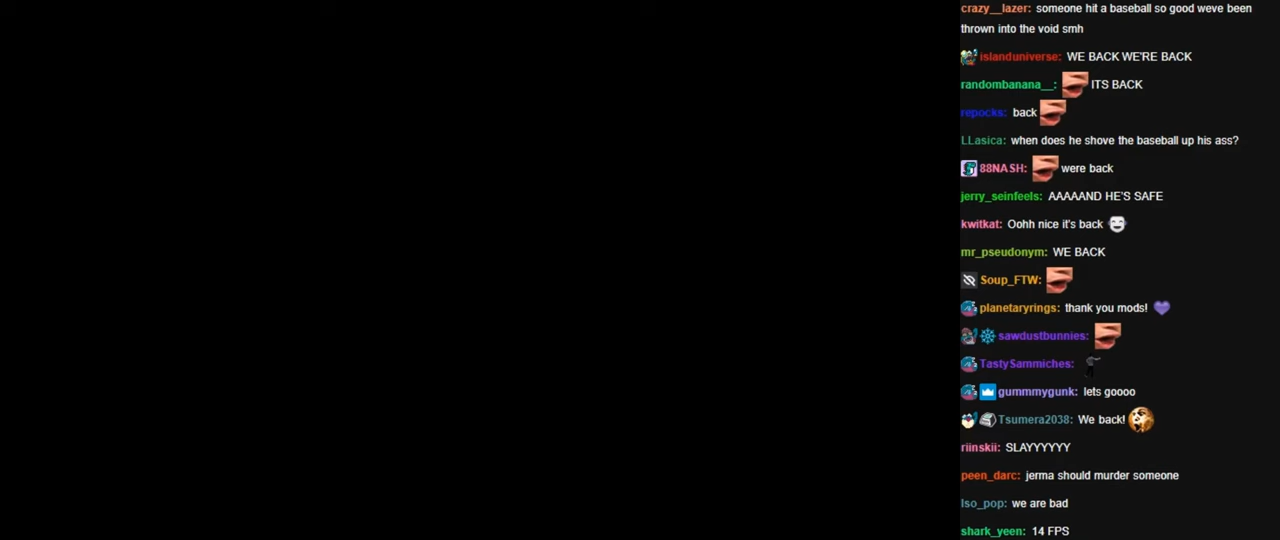 crazy__lazer: someone hit a baseball so good weve been
thrown into the void smh
islanduniverse: WE BACK WE'RE BACK
randombanana__: ITS BACK
repocks: back
LLasica: when does he shove the baseball up his ass?
88NASH: were back
jerry_seinfeels: AAAAAND HE'S SAFE
kwitkat: Oohh nice it's back
mr_pseudonym: WE BACK
Soup_FTW:
planetaryrings: thank you mods!
sawdustbunnies:
TastySammiches:
gummmygunk: lets goooo
Tsumera2038: We back!
riinskii: SLAYYYYYY
peen_darc: jerma should murder someone
lso_pop: we are bad
shark_yeen: 14 FPS